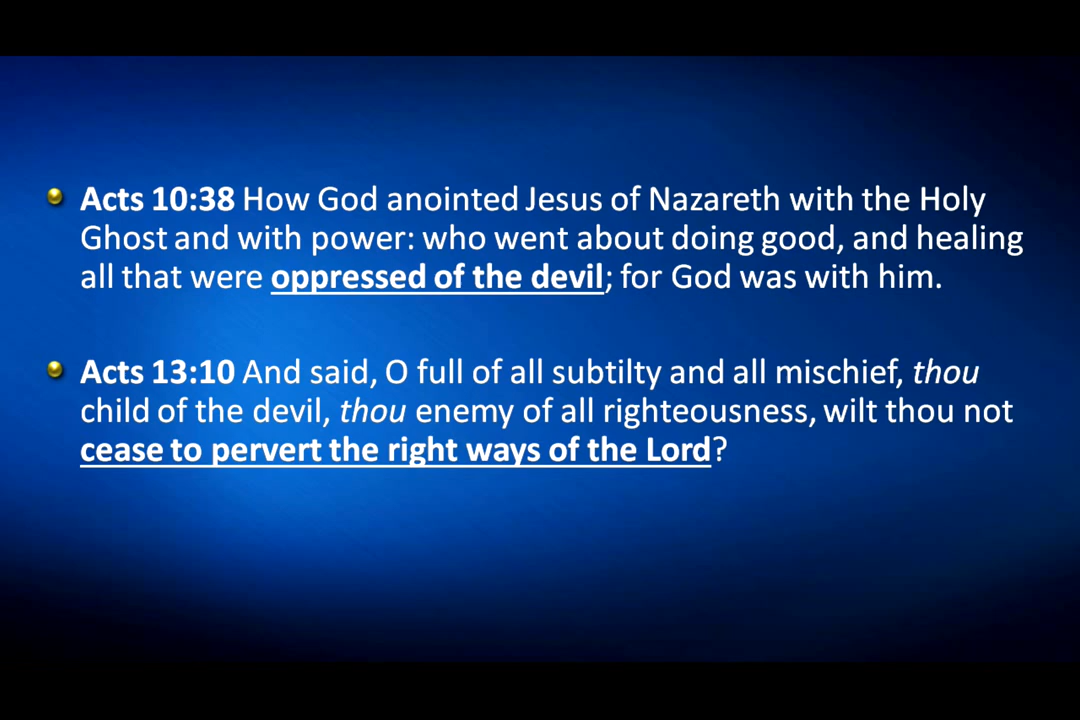 Acts 10:38 How God anointed Jesus of Nazareth with the Holy
Ghost and with power: who went about doing good, and healing
all that were oppressed of the devil; for God was with him.
Acts 13:10 And said, O full of all subtilty and all mischief, thou
child of the devil, thou enemy of all righteousness, wilt thou not
cease to pervert the right ways of the Lord?